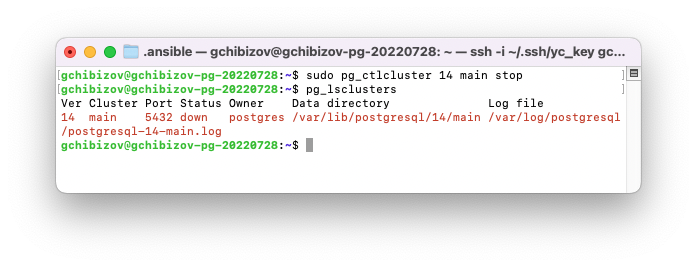 .ansible — gchibizov@gchibizov-pg-20220728: ~ — ssh -i ~/.ssh/yc_key gc...
[gchibizov@gchibizov-pg-20220728:~$ sudo pg_ctlcluster 14 main stop ]
[gchibizov@gchibizov-pg-20220728:~$ pg_lsclusters ]
Ver Cluster Port Status Owner    Data directory              Log file
14  main    5432 down   postgres /var/lib/postgresql/14/main /var/log/postgresql
/postgresql-14-main.log
gchibizov@gchibizov-pg-20220728:~$